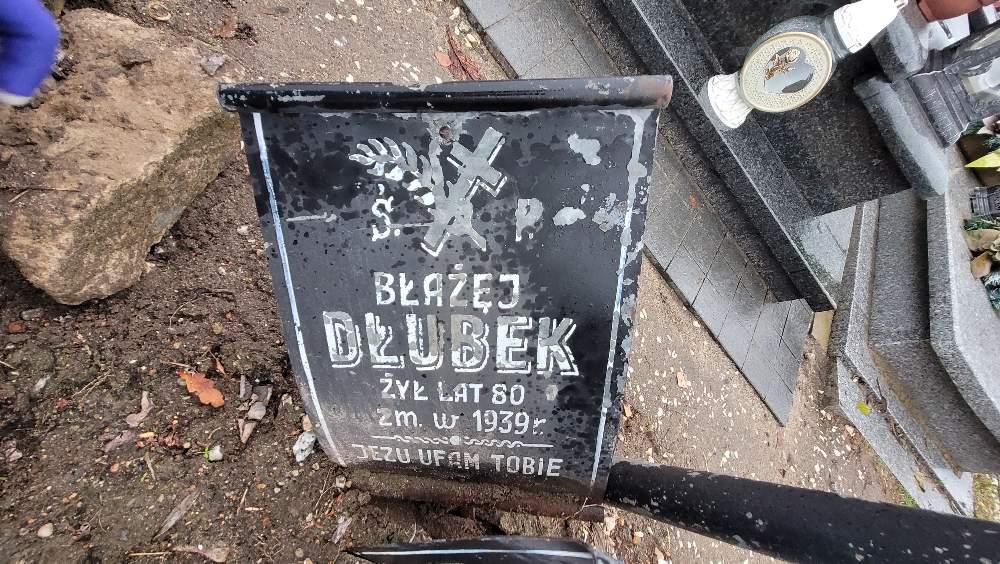 Ś. P.
BŁAŻEJ
DŁUBEK
ŻYŁ LAT 80
zm. w 1939 r.
JEZU UFAM TOBIE